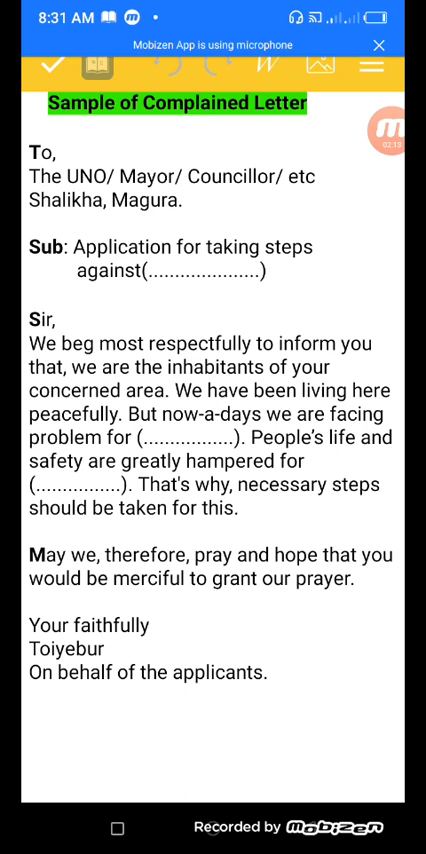 8:31 AM
Mobizen App is using microphone
W
Sample of Complained Letter
m
02:13
To,
The UNO/ Mayor/ Councillor/ etc
Shalikha, Magura.
Sub: Application for taking steps
against(.....................)
Sir,
We beg most respectfully to inform you
that, we are the inhabitants of your
concerned area. We have been living here
peacefully. But now-a-days we are facing
problem for (.................). People's life and
safety are greatly hampered for
(................). That's why, necessary steps
should be taken for this.
May we, therefore, pray and hope that you
would be merciful to grant our prayer.
Your faithfully
Toiyebur
On behalf of the applicants.
Recorded by Mobizen